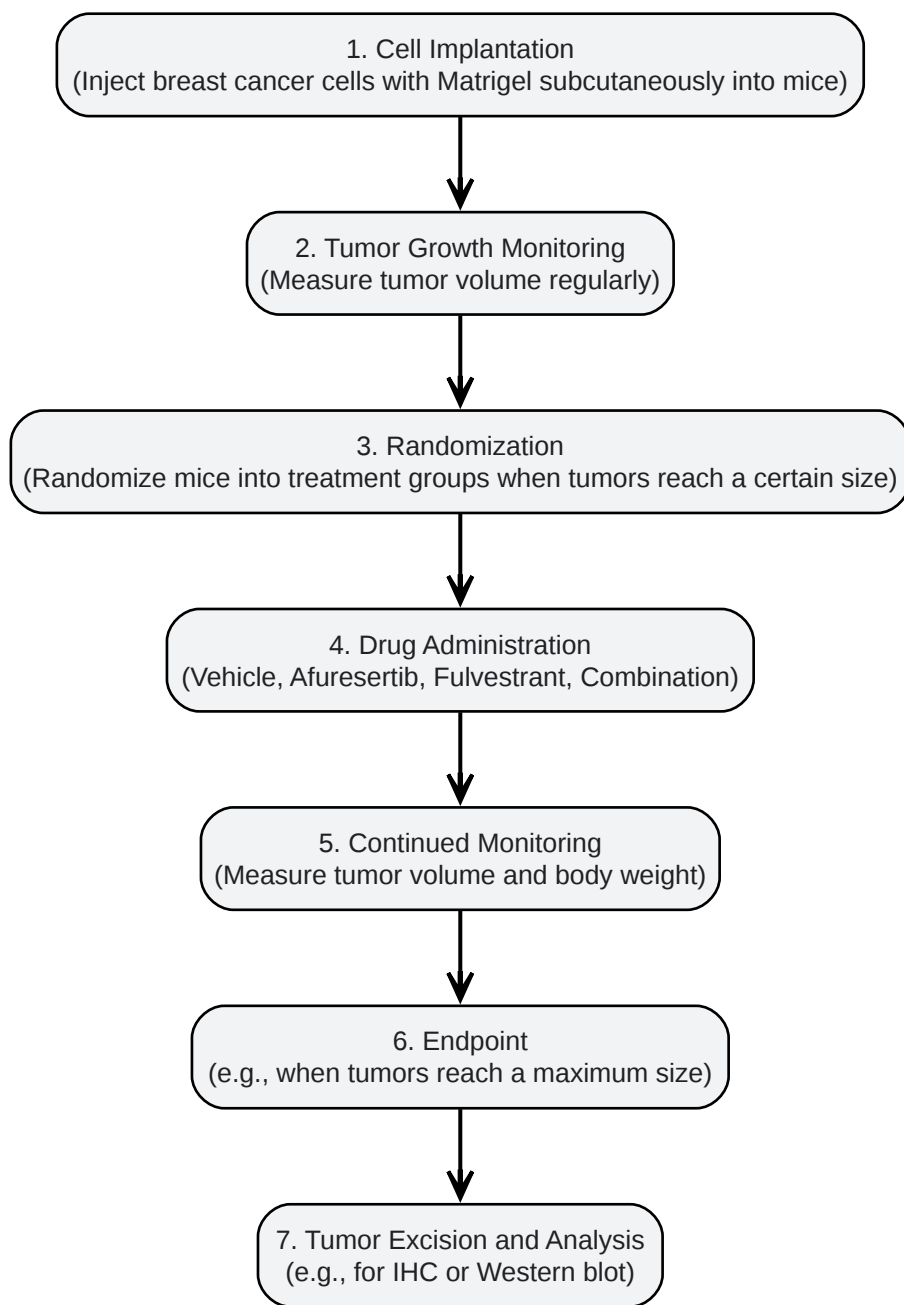 1. Cell Implantation
(Inject breast cancer cells with Matrigel subcutaneously into mice)
2. Tumor Growth Monitoring
(Measure tumor volume regularly)
3. Randomization
(Randomize mice into treatment groups when tumors reach a certain size)
4. Drug Administration
(Vehicle, Afuresertib, Fulvestrant, Combination)
5. Continued Monitoring
(Measure tumor volume and body weight)
6. Endpoint
(e.g., when tumors reach a maximum size)
7. Tumor Excision and Analysis
(e.g., for IHC or Western blot)